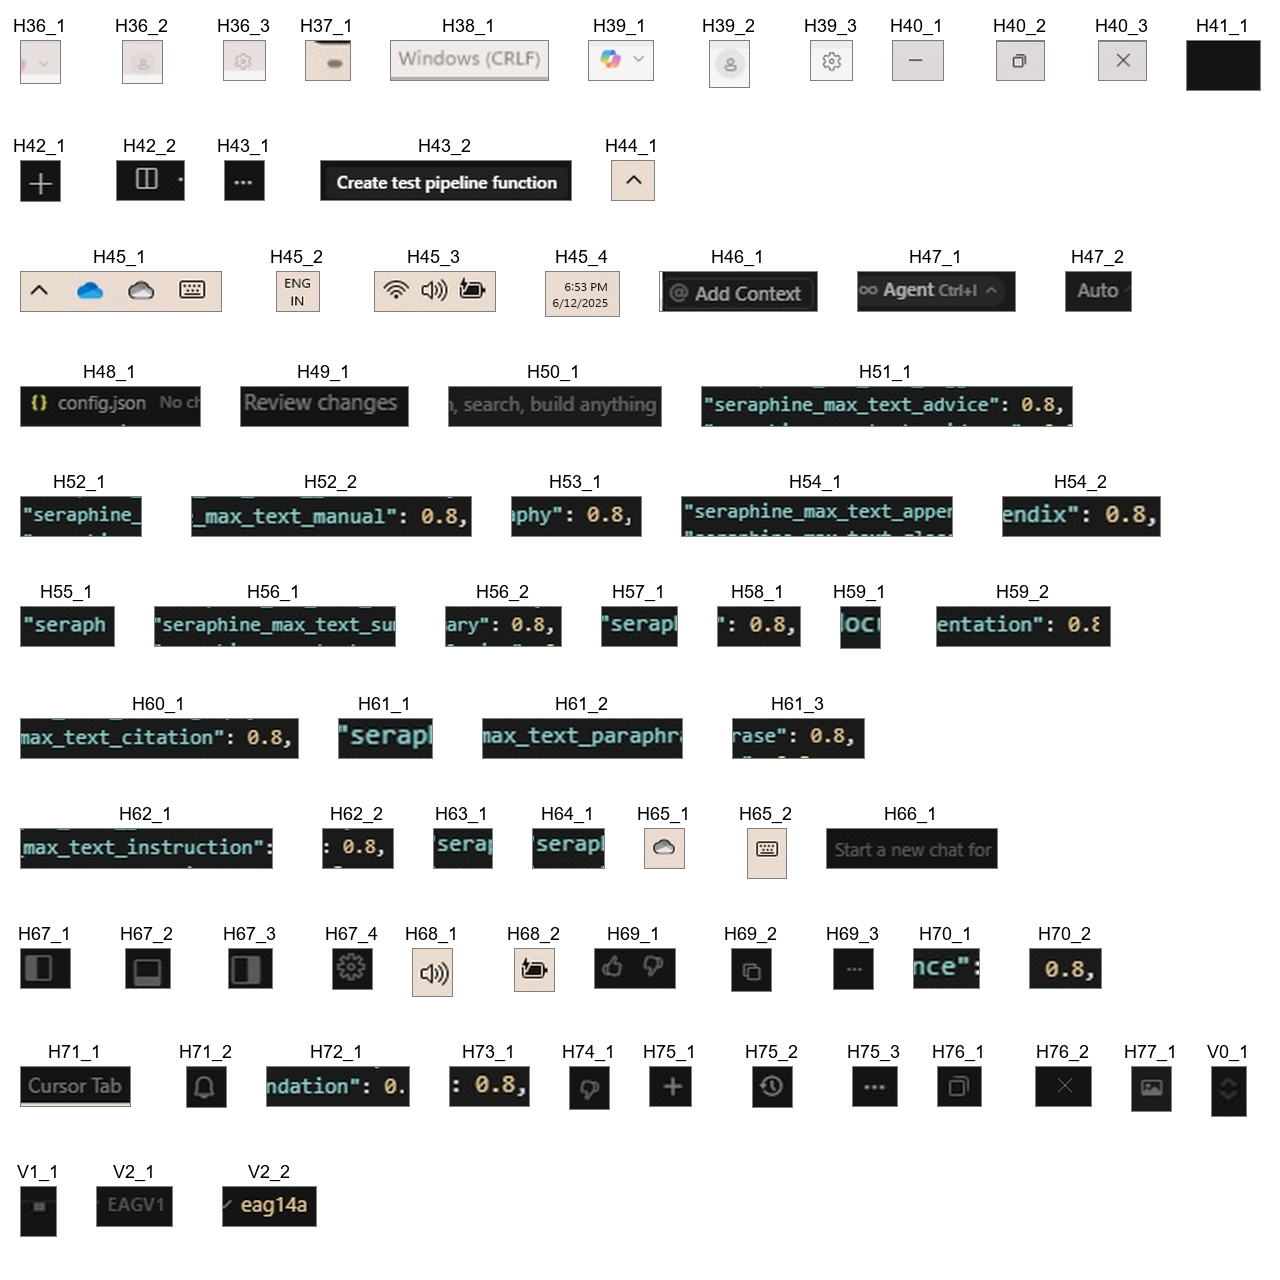 H36_1 H36_2 H36_3 H37_1 H38_1 H39_1 H39_2 H39_3 H40_1 H40_2 H40_3 H41_1
Windows (CRLF)
H42_1 H42_2 H43_1 H43_2 H44_1
Create test pipeline function
H45_1 H45_2 H45_3 H45_4 H46_1 H47_1 H47_2
ENG
IN
6:53 PM
6/12/2025
@ Add Context
∞ Agent Ctrl+I
Auto
H48_1 H49_1 H50_1 H51_1
{} config.json No ch
Review changes
, search, build anything
"seraphine_max_text_advice": 0.8,
H52_1 H52_2 H53_1 H54_1 H54_2
"seraphine_
_max_text_manual": 0.8,
aphy": 0.8,
"seraphine_max_text_apper
endix": 0.8,
H55_1 H56_1 H56_2 H57_1 H58_1 H59_1 H59_2
"seraph
"seraphine_max_text_sum
ary": 0.8,
"serapl
": 0.8,
locu
entation": 0.8
H60_1 H61_1 H61_2 H61_3
max_text_citation": 0.8,
"serapl
max_text_paphra
rase": 0.8,
H62_1 H62_2 H63_1 H64_1 H65_1 H65_2 H66_1
_max_text_instruction":
: 0.8,
'serap
'serapl
Start a new chat for
H67_1 H67_2 H67_3 H67_4 H68_1 H68_2 H69_1 H69_2 H69_3 H70_1 H70_2
nce":
0.8,
H71_1 H71_2 H72_1 H73_1 H74_1 H75_1 H75_2 H75_3 H76_1 H76_2 H77_1 V0_1
Cursor Tab
ndation": 0.
: 0.8,
V1_1 V2_1 V2_2
EAGV1
eag14a